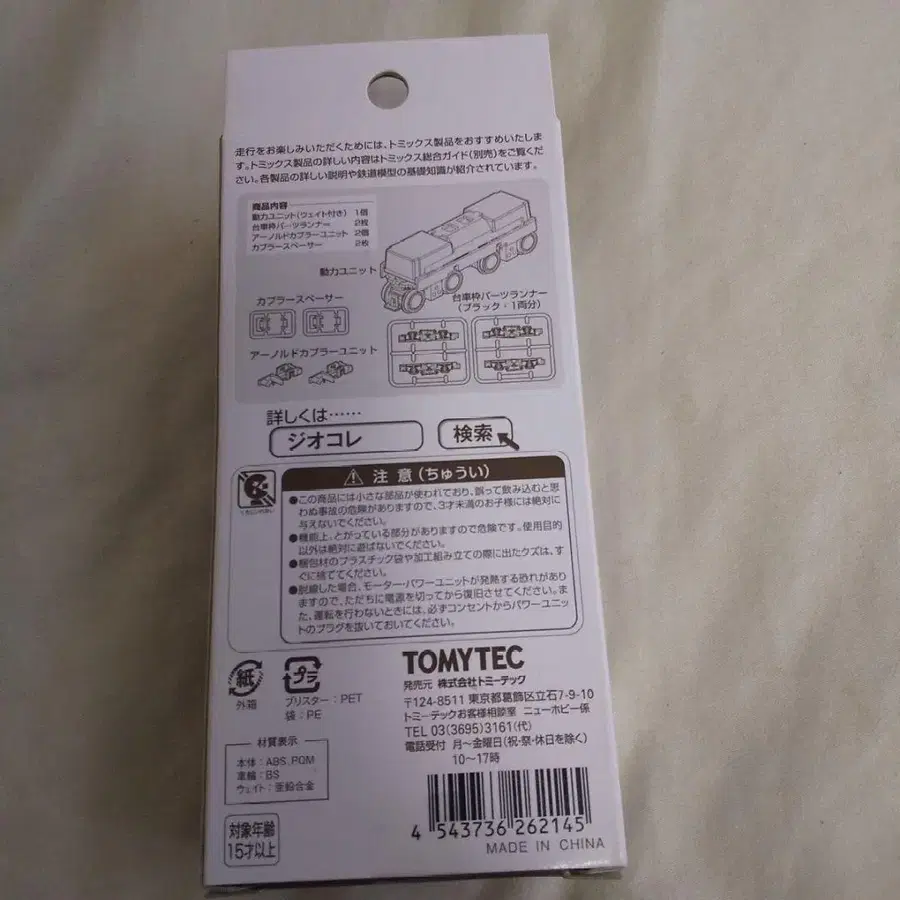 走行をお楽しみいただくためには、トミックス製品をおすすめいたしま
す。トミックス製品の詳しい内容はトミックス総合ガイド(別売)をご覧くだ
さい。各製品の詳しい説明や鉄道模型の基礎知識が紹介されています。
商品内容
動力ユニット(ウェイト付き) 1個
台車枠パーツランナー 2枚
アーノルドカプラーユニット 2個
カプラースペーサー 2枚
動力ユニット
カプラースペーサー
台車枠パーツランナー
(ブラック・1両分)
アーノルドカプラーユニット
詳しくは……
ジオコレ 検索
注意(ちゅうい)
●この商品には小さな部品が使われており、誤って飲み込むと思
わぬ事故の危険がありますので、3才未満のお子様には絶対に
与えないでください。
●機能上、とがっている部分がありますので危険です。使用目的
以外は絶対に遊ばないでください。
●梱包材のプラスチック袋や加工組み立ての際に出たクズは、す
ぐに捨ててください。
●脱線した場合、モーター・パワーユニットが発熱する恐れがあり
ますので、ただちに電源を切ってから復旧させてください。ま
た、運転を行わないときには、必ずコンセントからパワーユニッ
トのプラグを抜いておいてください。
紙
外箱
プラ
ブリスター:PET
袋:PE
材質表示
本体:ABS、POM
車輪:BS
ウェイト:亜鉛合金
対象年齢
15才以上
TOMYTEC
発売元 株式会社トミーテック
〒124-8511 東京都葛飾区立石7-9-10
トミーテックお客様相談室 ニューホビー係
TEL 03(3695)3161(代)
電話受付 月〜金曜日(祝・祭・休日を除く)
10〜17時
4 543736 262145
MADE IN CHINA